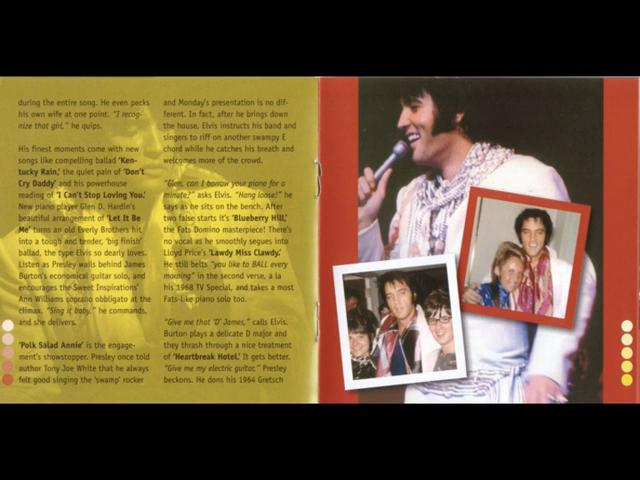 during the entire song. He even pecks
his own wife at one point. "I recog-
nize that girl," he quips.
His finest moments come with new
songs like compelling ballad 'Ken-
tucky Rain,' the quiet pain of 'Don't
Cry Daddy' and his powerhouse
reading of 'I Can't Stop Loving You.'
New piano player Glen D. Hardin's
beautiful arrangement of 'Let It Be
Me' turns an old Everly Brothers hit
into a tough and tender, 'big finish'
ballad, the type Elvis so dearly loves.
Listen as Presley wails behind James
Burton's economical guitar solo, and
encourages the Sweet Inspirations'
Ann Williams soprano obbligato at the
climax. "Sing it baby," he commands,
and she delivers.
'Polk Salad Annie' is the engage-
ment's showstopper. Presley once told
author Tony Joe White that he always
felt good singing the 'swamp' rocker
and Monday's presentation is no dif-
ferent. In fact, after he brings down
the house, Elvis instructs his band and
singers to riff on another swampy E
chord while he catches his breath and
welcomes more of the crowd.
"Glen, can I borrow your piano for a
minute?" asks Elvis. "Hang loose!" he
says as he sits on the bench. After
two false starts it's 'Blueberry Hill,'
the Fats Domino masterpiece! There's
no vocal as he smoothly segues into
Lloyd Price's 'Lawdy Miss Clawdy.'
He still belts "you like to BALL every
morning" in the second verse, a la
his 1968 TV Special, and takes a most
Fats-like piano solo too.
"Give me that 'D' James," calls Elvis.
Burton plays a delicate D major and
they thrash through a nice treatment
of 'Heartbreak Hotel.' It gets better.
"Give me my electric guitar," Presley
beckons. He dons his 1964 Gretsch